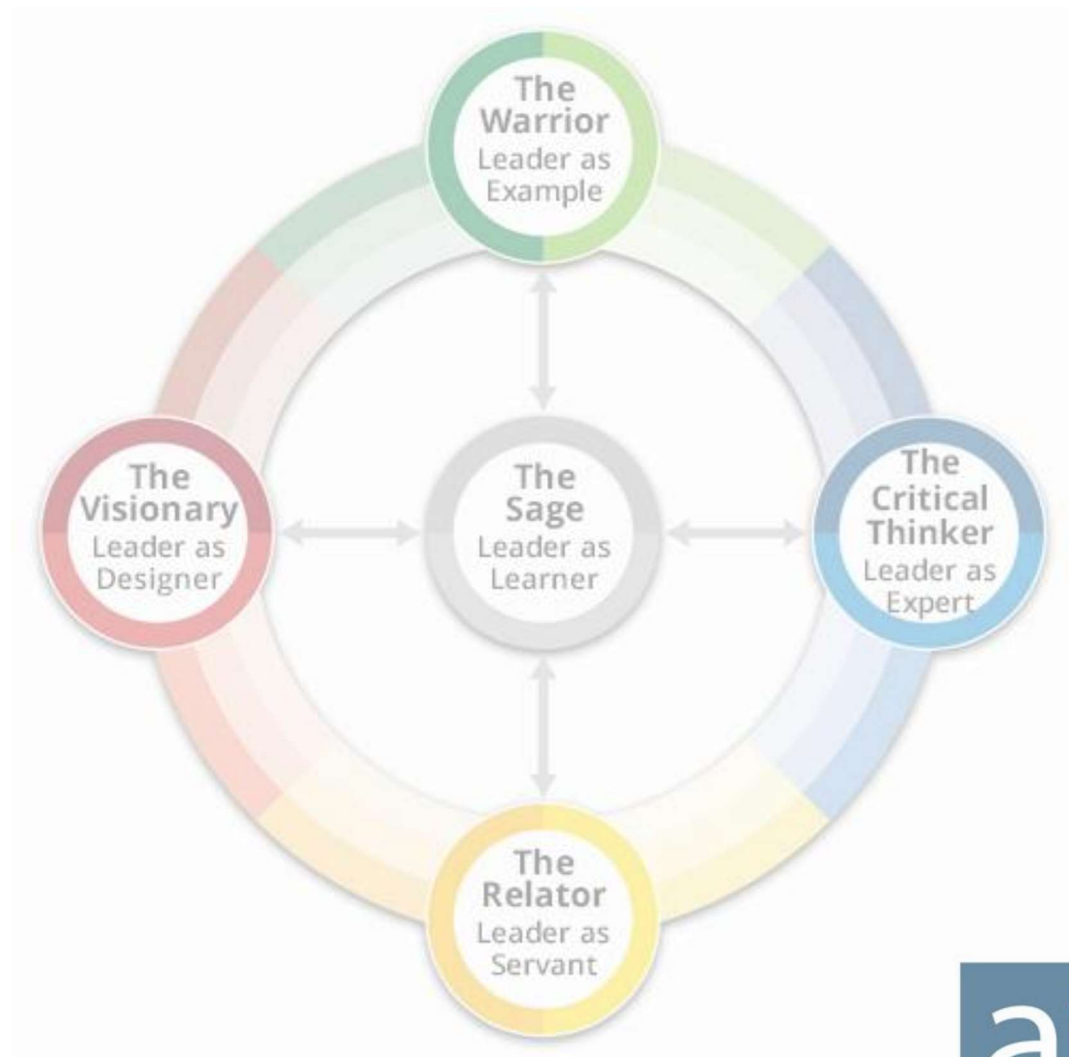 The
Warrior
Leader as
Example
The
Visionary
Leader as
Designer
The
Sage
Leader as
Learner
The
Critical
Thinker
Leader as
Expert
The
Relator
Leader as
Servant
a